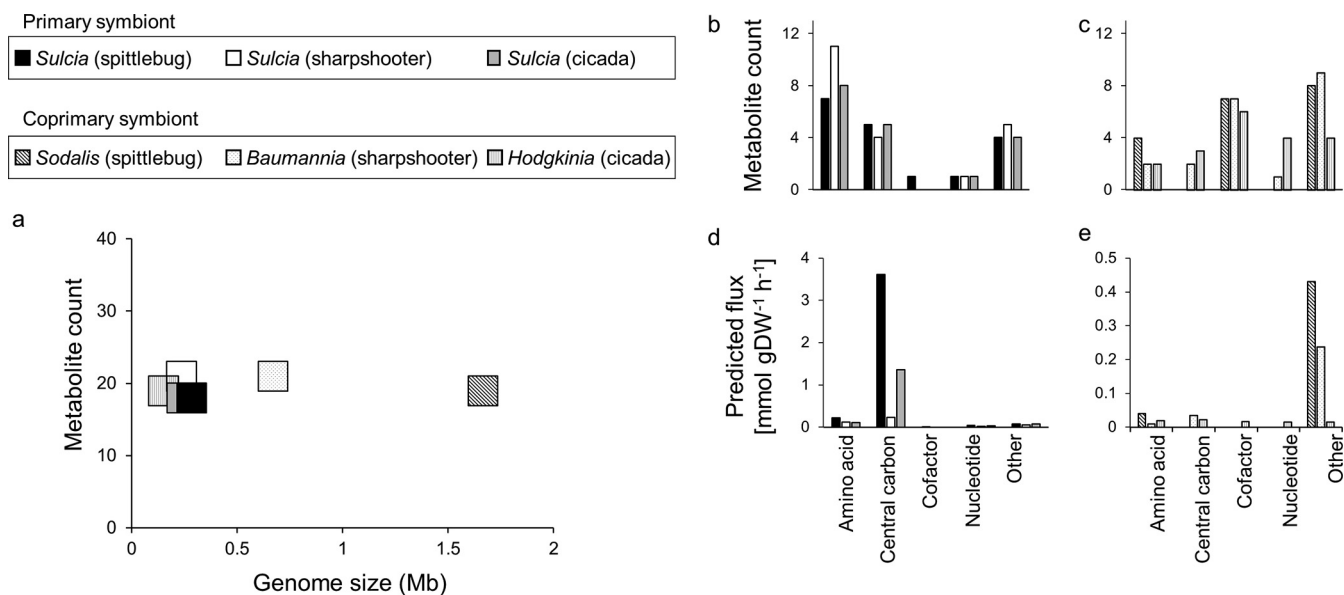 Primary symbiont
Sulcia (spittlebug) Sulcia (sharpshooter) Sulcia (cicada)
Coprimary symbiont
Sodalis (spittlebug) Baumannia (sharpshooter) Hodgkinia (cicada)
a
Metabolite count
40
30
20
10
0
0 0.5 1 1.5 2
Genome size (Mb)
b
Metabolite count
12
8
4
0
c
12
8
4
0
d
Predicted flux
[mmol gDW⁻¹ h⁻¹]
4
3
2
1
0
Amino acid
Central carbon
Cofactor
Nucleotide
Other
e
0.5
0.4
0.3
0.2
0.1
0
Amino acid
Central carbon
Cofactor
Nucleotide
Other